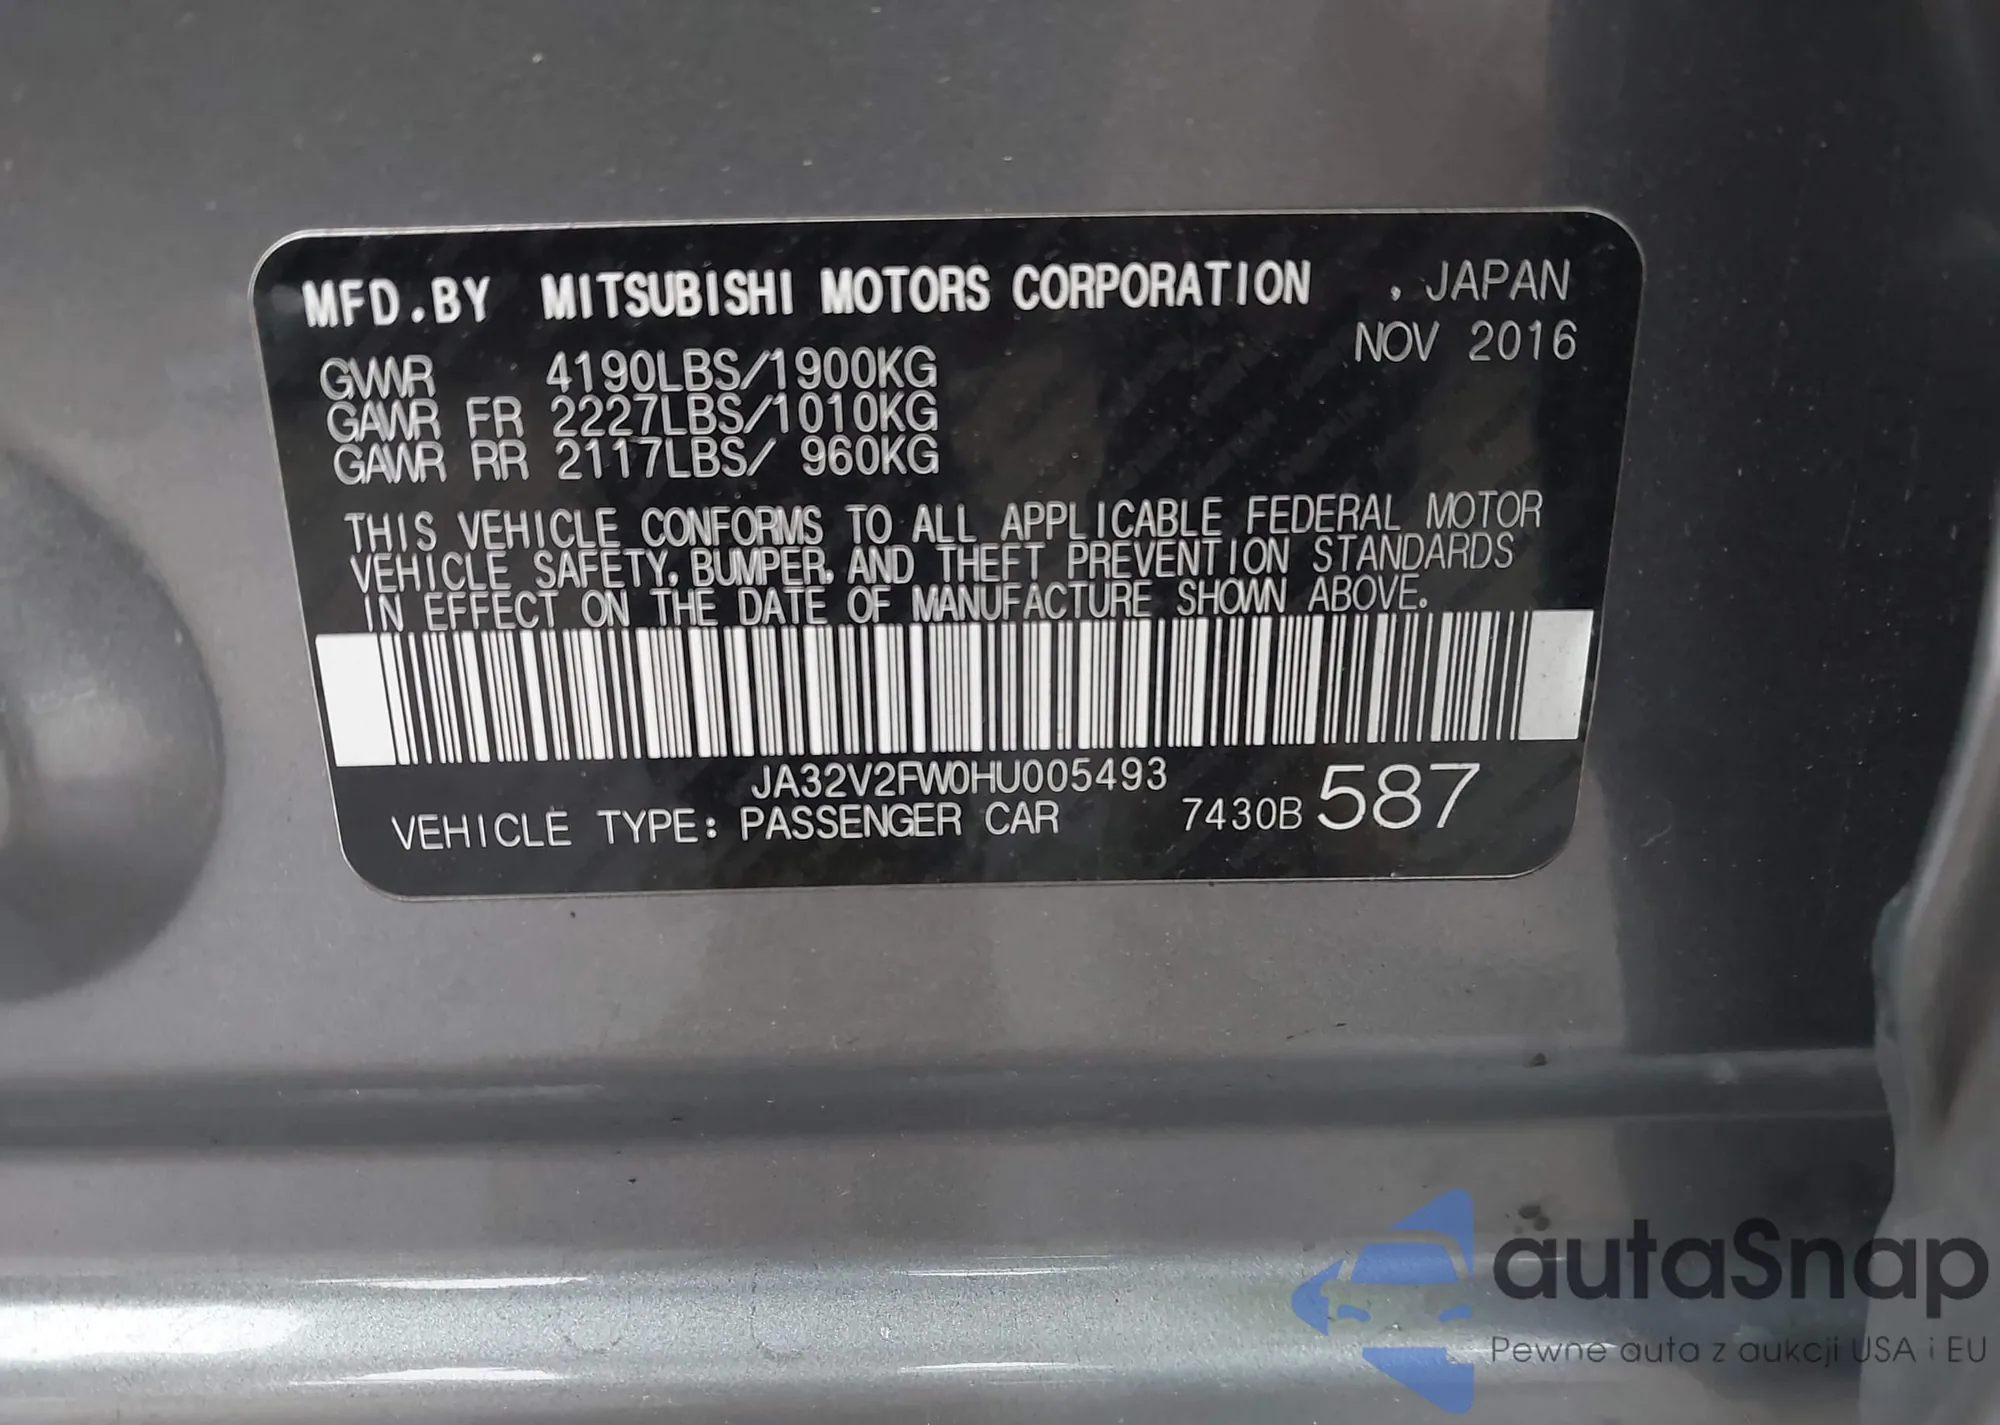 MFD.BY MITSUBISHI MOTORS CORPORATION , JAPAN
NOV 2016
GVWR 4190LBS/1900KG
GAWR FR 2227LBS/1010KG
GAWR RR 2117LBS/ 960KG
THIS VEHICLE CONFORMS TO ALL APPLICABLE FEDERAL MOTOR
VEHICLE SAFETY, BUMPER, AND THEFT PREVENTION STANDARDS
IN EFFECT ON THE DATE OF MANUFACTURE SHOWN ABOVE.
JA32V2FW0HU005493
VEHICLE TYPE: PASSENGER CAR 7430B 587
autaSnap
Pewne auta z aukcji USA i EU